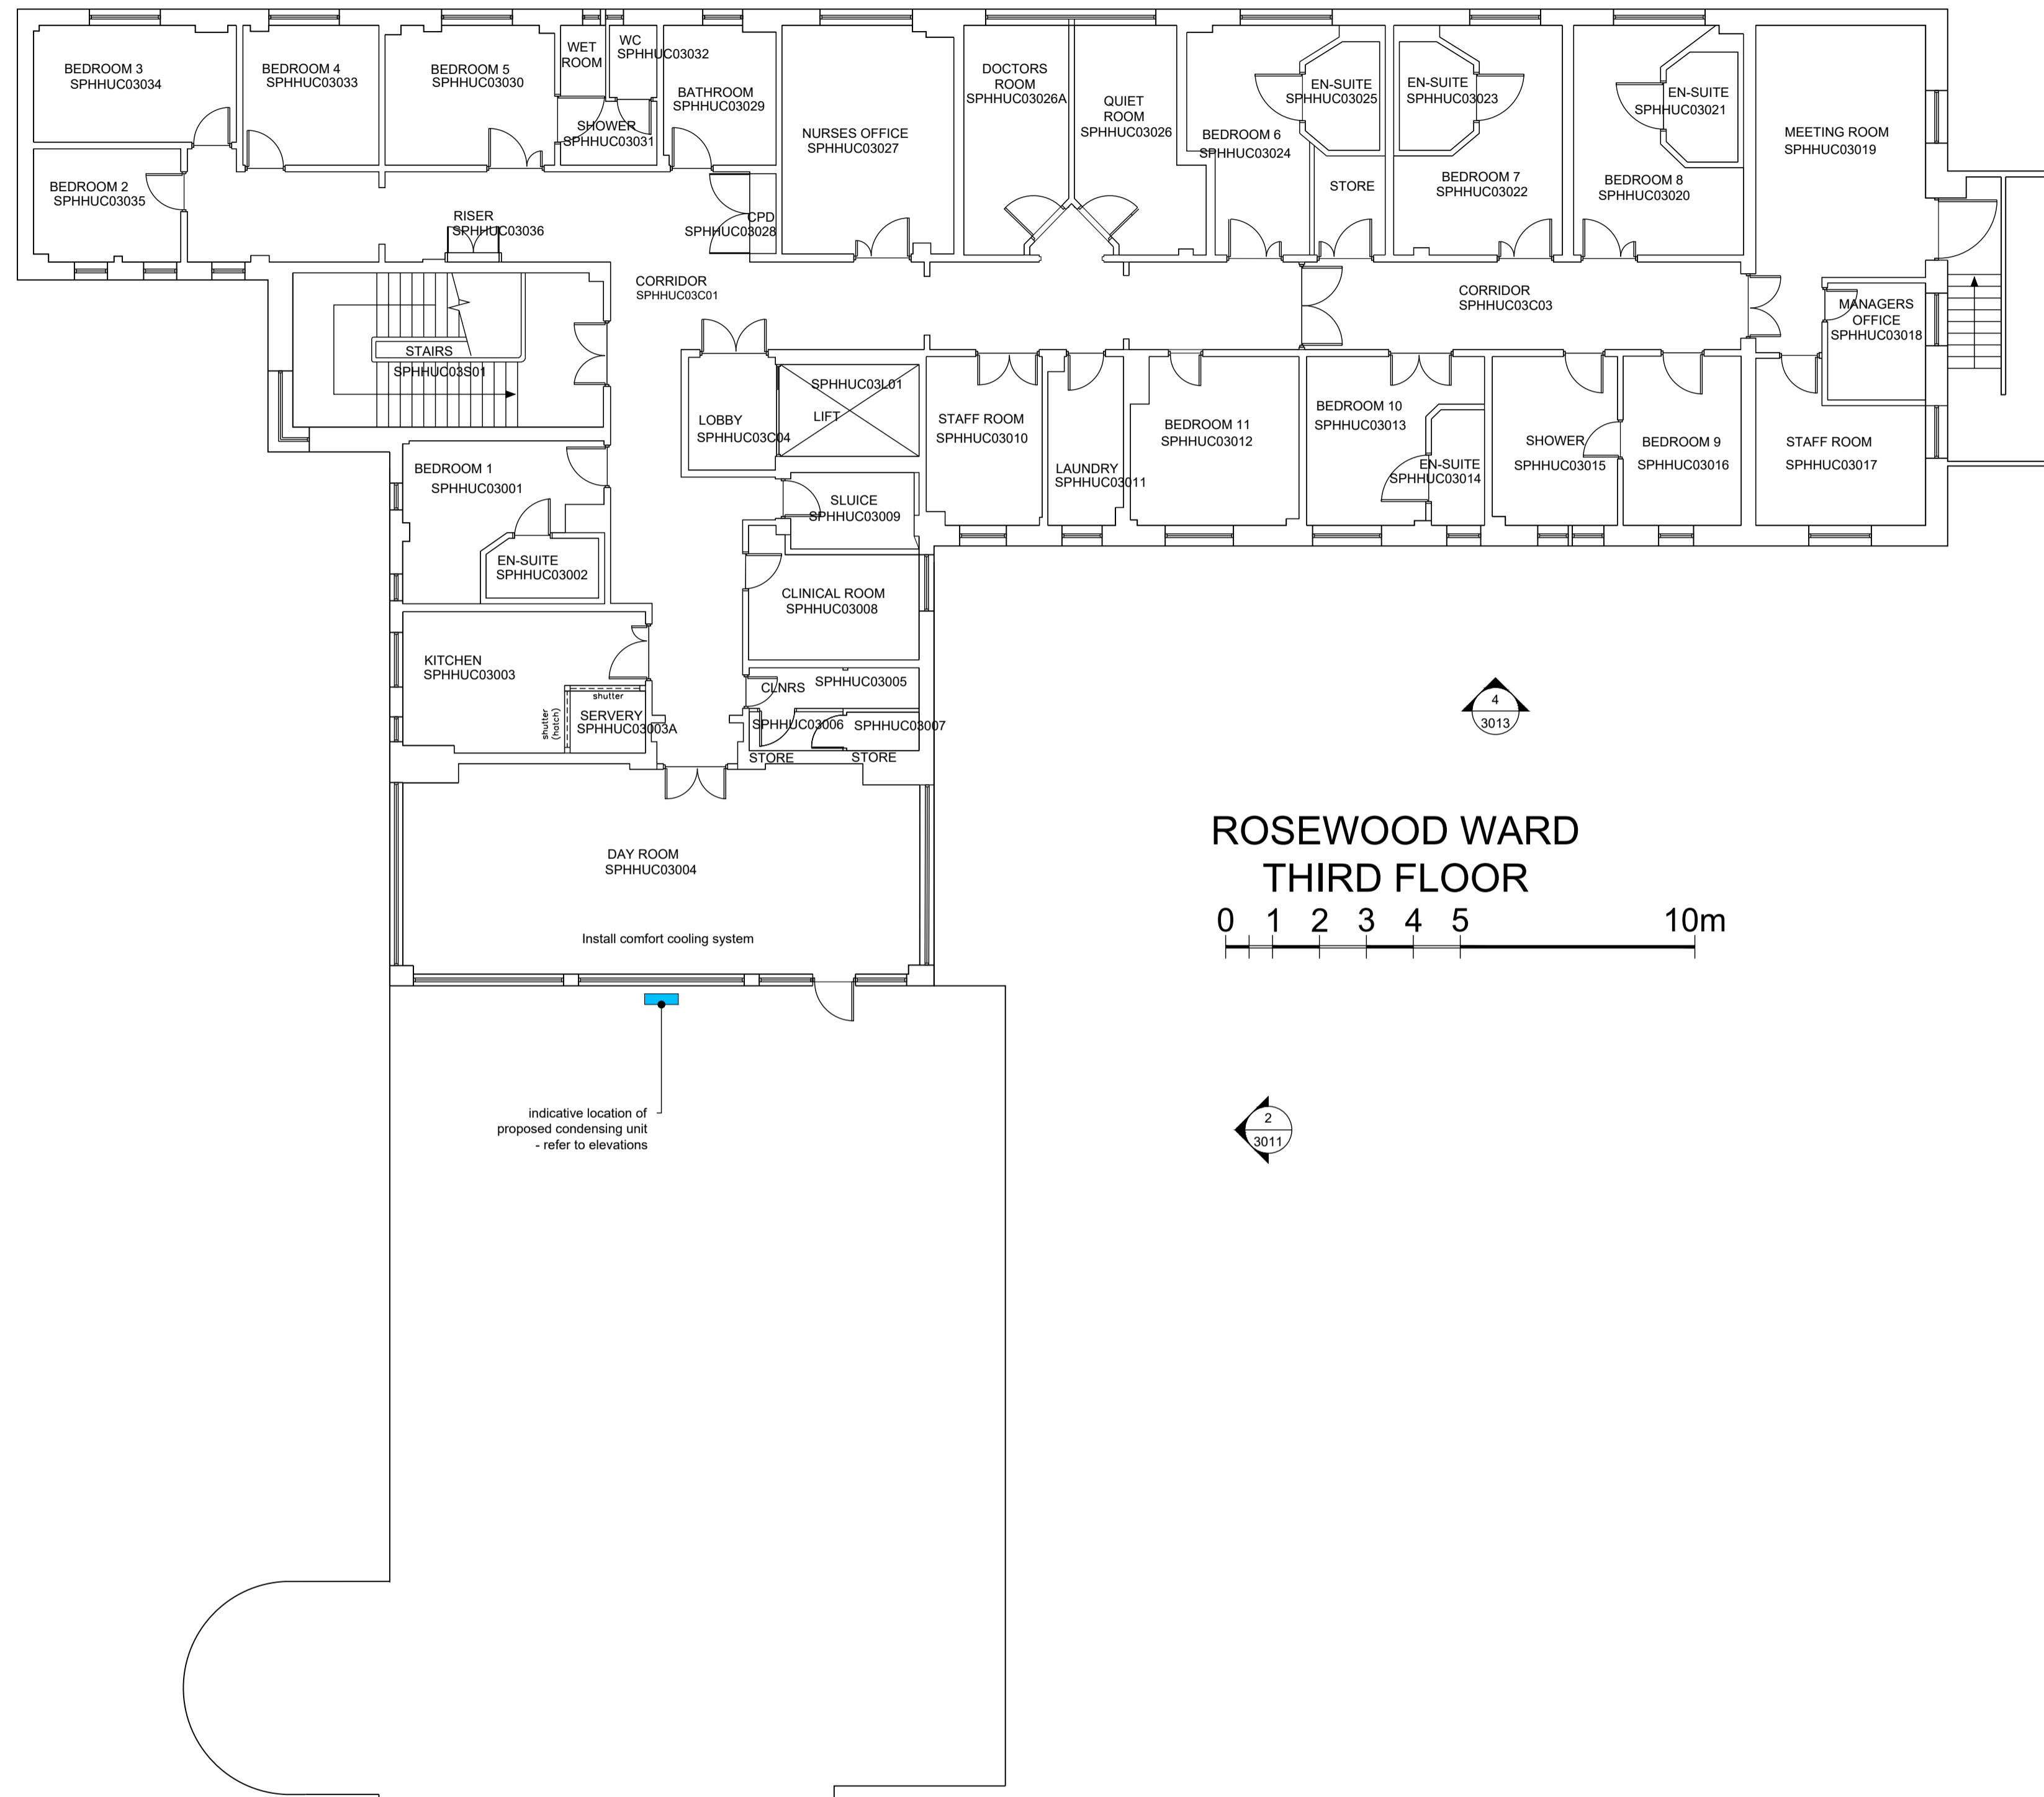 BEDROOM 3
SPHHUC03034
BEDROOM 4
SPHHUC03033
BEDROOM 5
SPHHUC03030
WET
ROOM
WC
SPHHUC03032
SHOWER
SPHHUC03031
BATHROOM
SPHHUC03029
NURSES OFFICE
SPHHUC03027
DOCTORS
ROOM
SPHHUC03026A
QUIET
ROOM
SPHHUC03026
BEDROOM 6
SPHHUC03024
EN-SUITE
SPHHUC03025
STORE
EN-SUITE
SPHHUC03023
BEDROOM 7
SPHHUC03022
BEDROOM 8
SPHHUC03020
EN-SUITE
SPHHUC03021
MEETING ROOM
SPHHUC03019
BEDROOM 2
SPHHUC03035
RISER
SPHHUC03036
CPD
SPHHUC03028
CORRIDOR
SPHHUC03C01
CORRIDOR
SPHHUC03C03
MANAGERS
OFFICE
SPHHUC03018
STAIRS
SPHHUC03S01
LOBBY
SPHHUC03C04
SPHHUC03L01
LIFT
STAFF ROOM
SPHHUC03010
LAUNDRY
SPHHUC03011
BEDROOM 11
SPHHUC03012
BEDROOM 10
SPHHUC03013
EN-SUITE
SPHHUC03014
SHOWER
SPHHUC03015
BEDROOM 9
SPHHUC03016
STAFF ROOM
SPHHUC03017
BEDROOM 1
SPHHUC03001
EN-SUITE
SPHHUC03002
SLUICE
SPHHUC03009
CLINICAL ROOM
SPHHUC03008
KITCHEN
SPHHUC03003
shutter
shutter
(hatch)
SERVERY
SPHHUC03003A
CLNRS
SPHHUC03005
SPHHUC03006
SPHHUC03007
STORE
STORE
DAY ROOM
SPHHUC03004
Install comfort cooling system
indicative location of
proposed condensing unit
- refer to elevations
4
3013
ROSEWOOD WARD
THIRD FLOOR
0 1 2 3 4 5 10m
2
3011